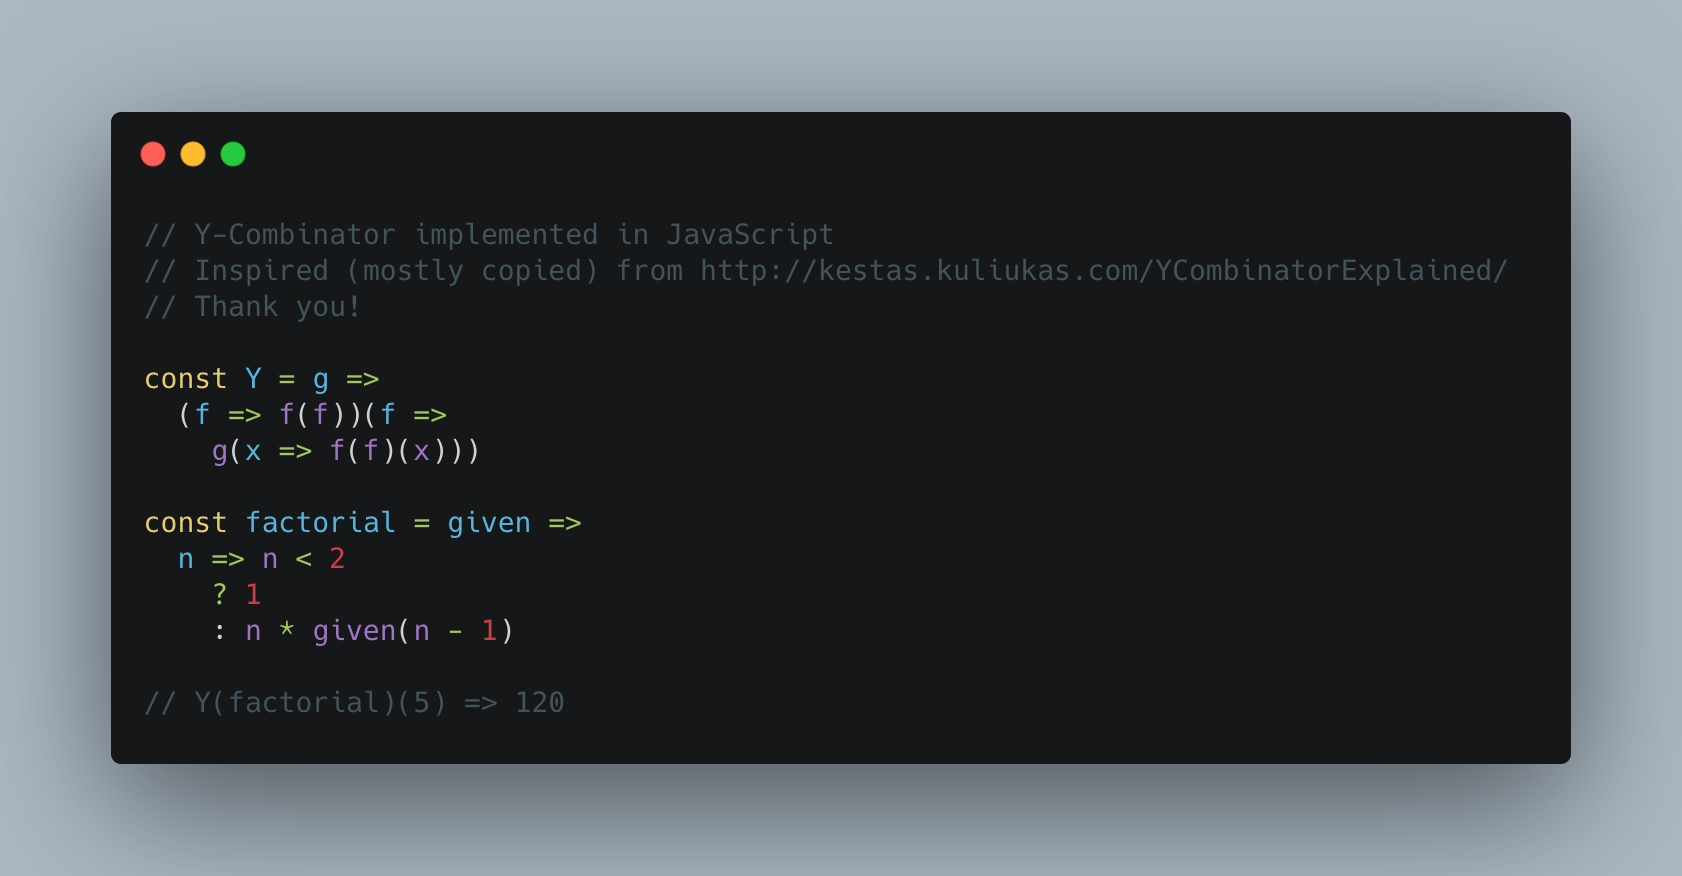 // Y-Combinator implemented in JavaScript
// Inspired (mostly copied) from http://kestas.kuliukas.com/YCombinatorExplained/
// Thank you!
const Y = g =>
(f => f(f))(f =>
g(x => f(f)(x)))
const factorial = given =>
n => n < 2
? 1
: n * given(n - 1)
// Y(factorial)(5) => 120